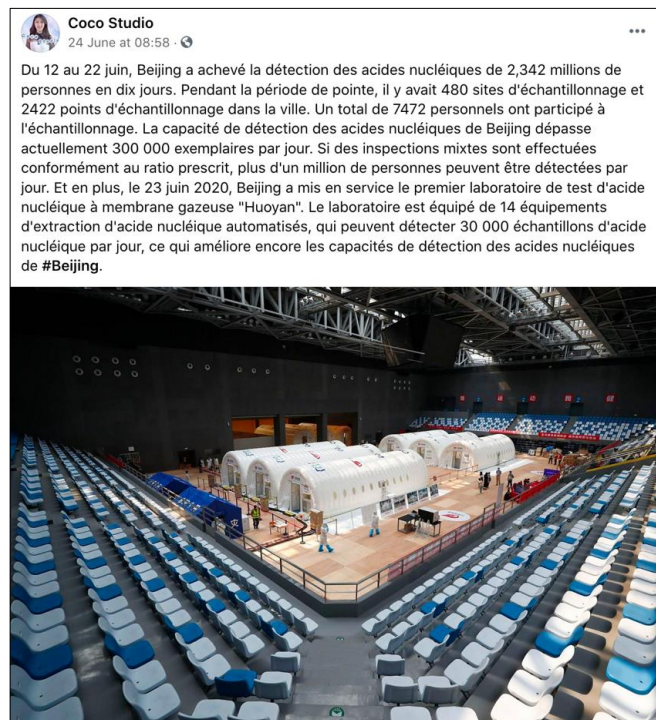 Coco Studio
24 June at 08:58 ·
Du 12 au 22 juin, Beijing a achevé la détection des acides nucléiques de 2,342 millions de
personnes en dix jours. Pendant la période de pointe, il y avait 480 sites d'échantillonnage et
2422 points d'échantillonnage dans la ville. Un total de 7472 personnels ont participé à
l'échantillonnage. La capacité de détection des acides nucléiques de Beijing dépasse
actuellement 300 000 exemplaires par jour. Si des inspections mixtes sont effectuées
conformément au ratio prescrit, plus d'un million de personnes peuvent être détectées par
jour. Et en plus, le 23 juin 2020, Beijing a mis en service le premier laboratoire de test d'acide
nucléique à membrane gazeuse "Huoyan". Le laboratoire est équipé de 14 équipements
d'extraction d'acide nucléique automatisés, qui peuvent détecter 30 000 échantillons d'acide
nucléique par jour, ce qui améliore encore les capacités de détection des acides nucléiques
de #Beijing.